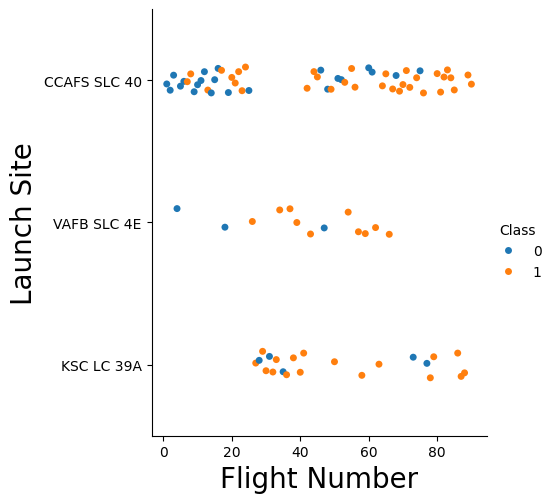 CCAFS SLC 40
VAFB SLC 4E
KSC LC 39A
Launch Site
0 20 40 60 80
Flight Number
Class
0
1